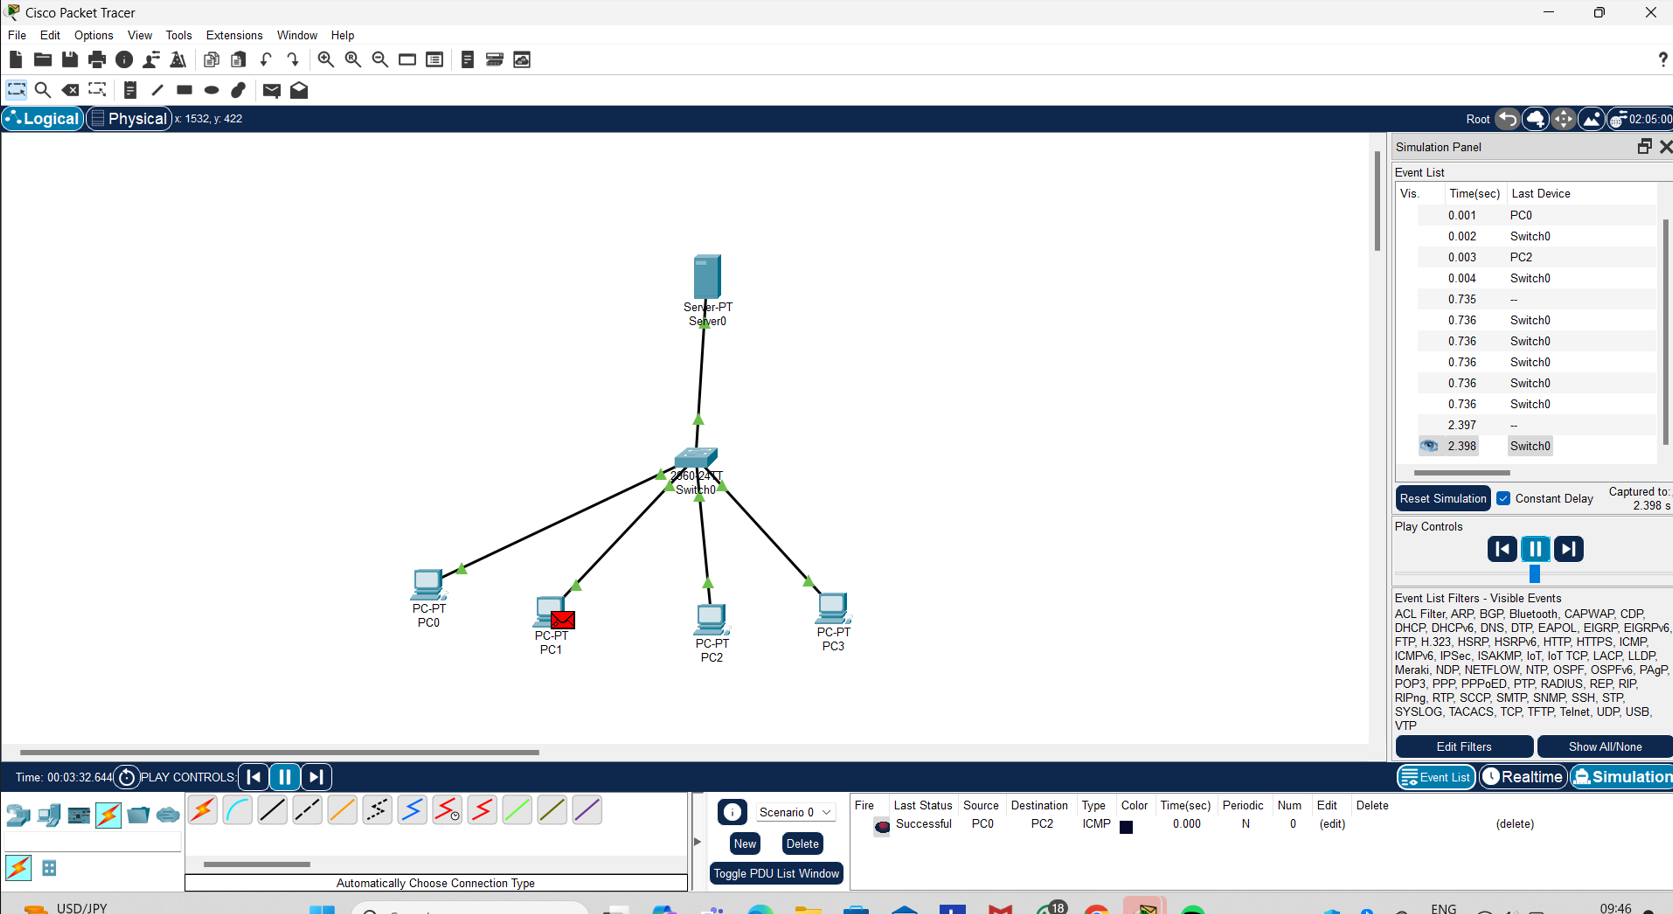 Cisco Packet Tracer
File Edit Options View Tools Extensions Window Help
?
Logical Physical x: 1532, y: 422 Root 02:05:00
Simulation Panel
Event List
Vis. Time(sec) Last Device
0.001 PC0
0.002 Switch0
0.003 PC2
0.004 Switch0
0.735 --
0.736 Switch0
0.736 Switch0
0.736 Switch0
0.736 Switch0
0.736 Switch0
2.397 --
2.398 Switch0
Reset Simulation Constant Delay Captured to:
2.398 s
Play Controls
Event List Filters - Visible Events
ACL Filter, ARP, BGP, Bluetooth, CAPWAP, CDP,
DHCP, DHCPv6, DNS, DTP, EAPOL, EIGRP, EIGRPv6,
FTP, H.323, HSRP, HSRPv6, HTTP, HTTPS, ICMP,
ICMPv6, IPSec, ISAKMP, IoT, IoT TCP, LACP, LLDP,
Meraki, NDP, NETFLOW, NTP, OSPF, OSPFv6, PAgP,
POP3, PPP, PPPoED, PTP, RADIUS, REP, RIP,
RIPng, RTP, SCCP, SMTP, SNMP, SSH, STP,
SYSLOG, TACACS, TCP, TFTP, Telnet, UDP, USB,
VTP
Edit Filters Show All/None
Server-PT
Server0
2960-24TT
Switch0
PC-PT
PC0
PC-PT
PC1
PC-PT
PC2
PC-PT
PC3
Time: 00:03:32.644 PLAY CONTROLS: Event List Realtime Simulation
Automatically Choose Connection Type
Scenario 0
New Delete
Toggle PDU List Window
Fire Last Status Source Destination Type Color Time(sec) Periodic Num Edit Delete
Successful PC0 PC2 ICMP 0.000 N 0 (edit) (delete)
USD/JPY
18
ENG
09:46